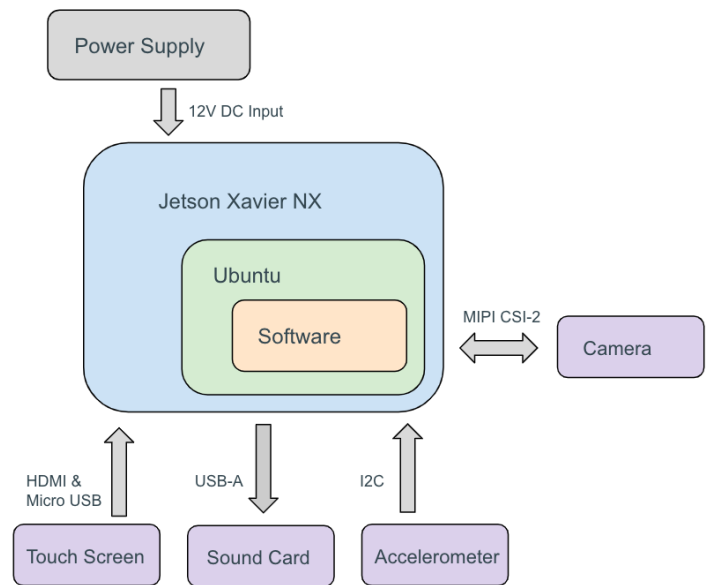 Power Supply
12V DC Input
Jetson Xavier NX
Ubuntu
Software
MIPI CSI-2
Camera
HDMI &
Micro USB
USB-A
I2C
Touch Screen
Sound Card
Accelerometer